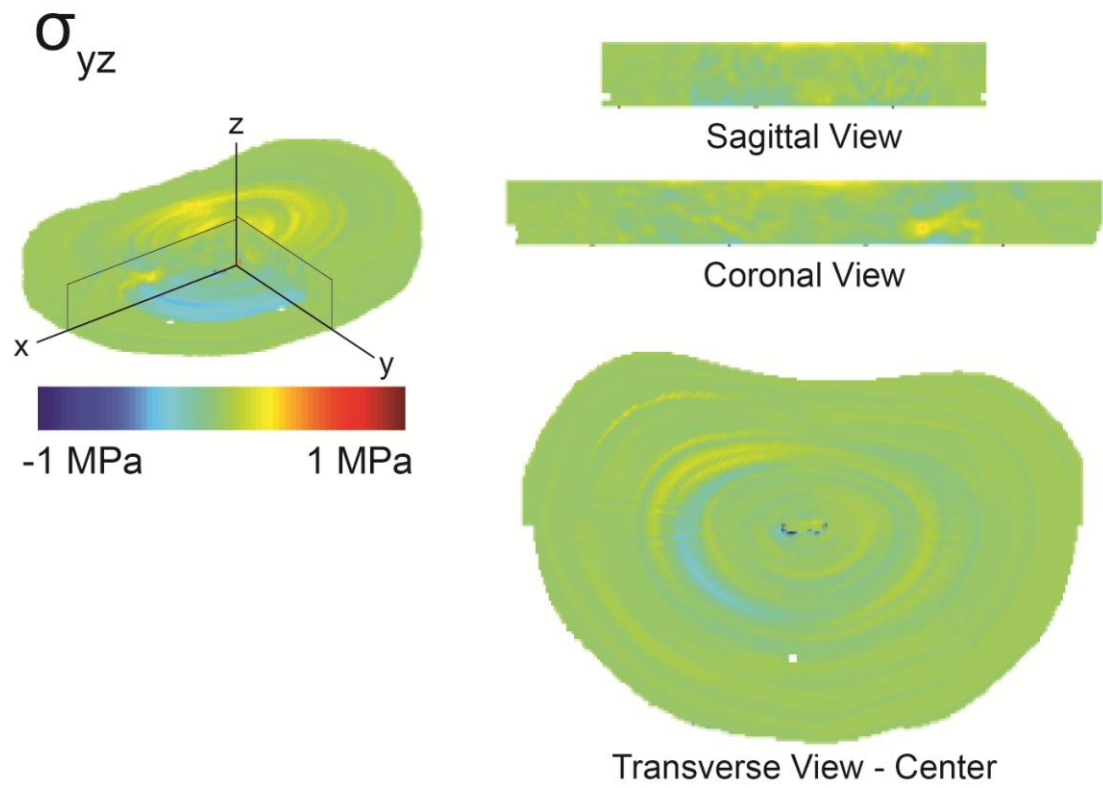 σyz
z
x
y
-1 MPa 1 MPa
Sagittal View
Coronal View
Transverse View - Center